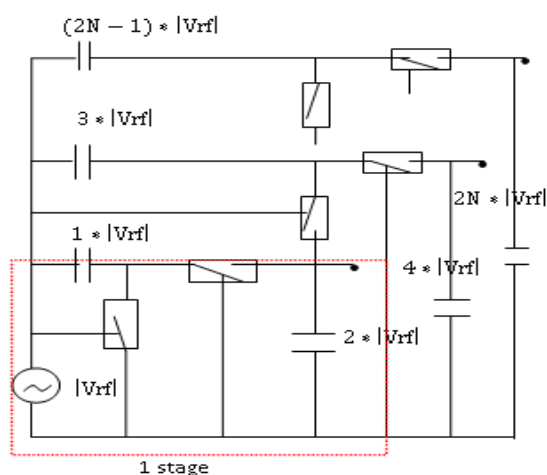 (2N − 1) * |Vrf|
3 * |Vrf|
2N * |Vrf|
1 * |Vrf|
4 * |Vrf|
2 * |Vrf|
|Vrf|
1 stage